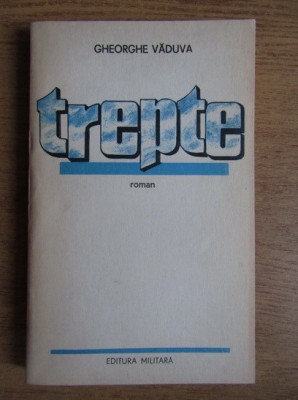 GHEORGHE VĂDUVA
trepte
roman
EDITURA MILITARĂ